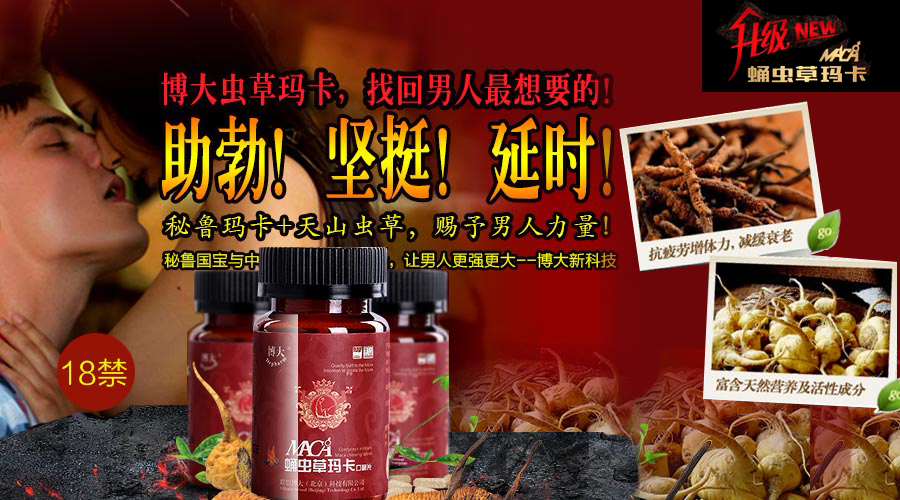 升级 NEW
MACA
蛹虫草玛卡
博大虫草玛卡，找回男人最想要的！
助勃！ 坚挺！ 延时！
秘鲁玛卡+天山虫草，赐予男人力量！
秘鲁国宝与中
，让男人更强更大--博大新科技
抗疲劳增体力，减缓衰老
go
富含天然营养及活性成分
go
18禁
博大
MACA
蛹虫草玛卡